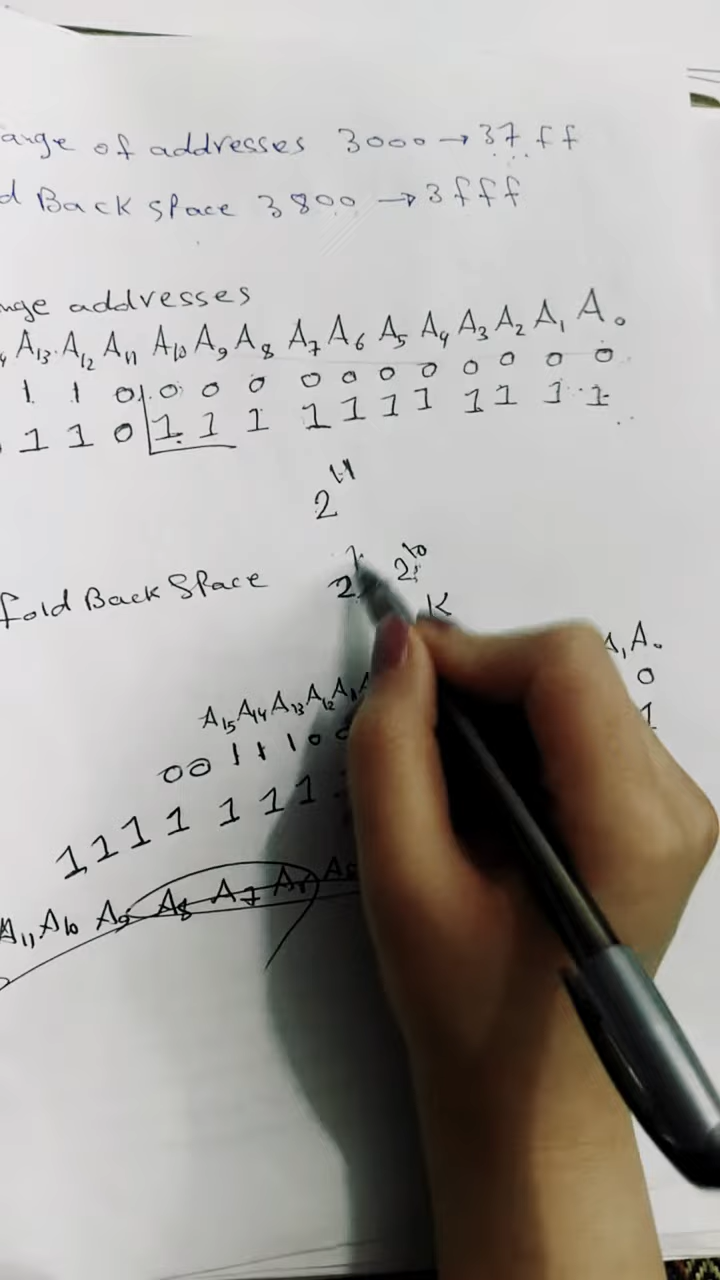 of addresses 3000 → 37ff
Back Space 3800 → 3fff
addresses
A13 A12 A11 A10 A9 A8 A7 A6 A5 A4 A3 A2 A1 A0
1 1 0 0 0 0 0 0 0 0 0 0 0 0
1 1 0 1 1 1 1 1 1 1 1 1 1 1
2^11
2^1 2^10
K
fold Back Space
A15 A14 A13 A12 A1 A0
0 0 1 1 1 0 0
1 1 1 1 1 1 1 1
A11 A10 A9 A8 A7